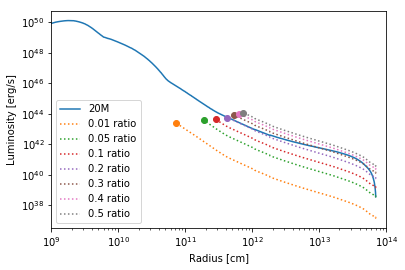 10^50
10^48
10^46
10^44
10^42
10^40
10^38
Luminosity [erg/s]
20M
0.01 ratio
0.05 ratio
0.1 ratio
0.2 ratio
0.3 ratio
0.4 ratio
0.5 ratio
10^9 10^10 10^11 10^12 10^13 10^14
Radius [cm]